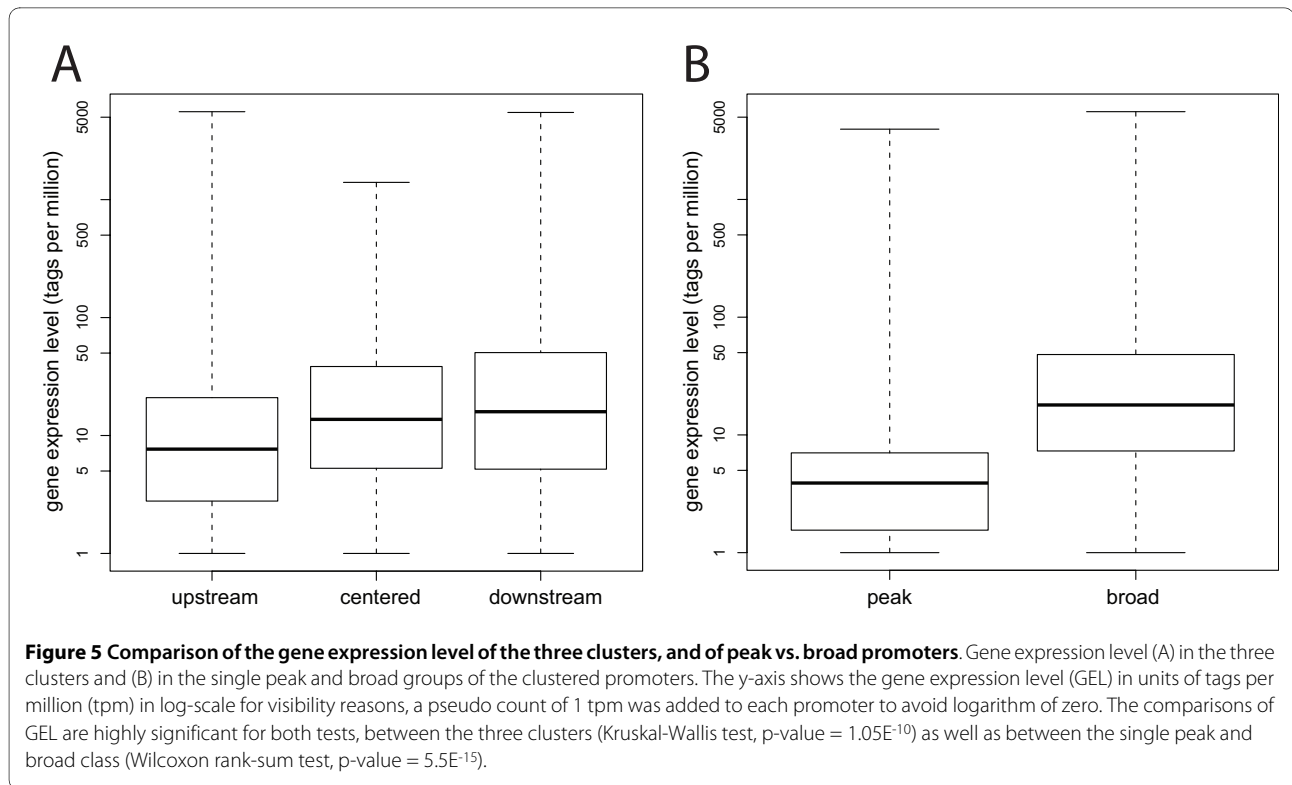 A
B
gene expression level (tags per million)
5000
500
100
50
10
5
1
upstream
centered
downstream
gene expression level (tags per million)
5000
500
100
50
10
5
1
peak
broad
Figure 5 Comparison of the gene expression level of the three clusters, and of peak vs. broad promoters. Gene expression level (A) in the three
clusters and (B) in the single peak and broad groups of the clustered promoters. The y-axis shows the gene expression level (GEL) in units of tags per
million (tpm) in log-scale for visibility reasons, a pseudo count of 1 tpm was added to each promoter to avoid logarithm of zero. The comparisons of
GEL are highly significant for both tests, between the three clusters (Kruskal-Wallis test, p-value = 1.05E-10) as well as between the single peak and
broad class (Wilcoxon rank-sum test, p-value = 5.5E-15).